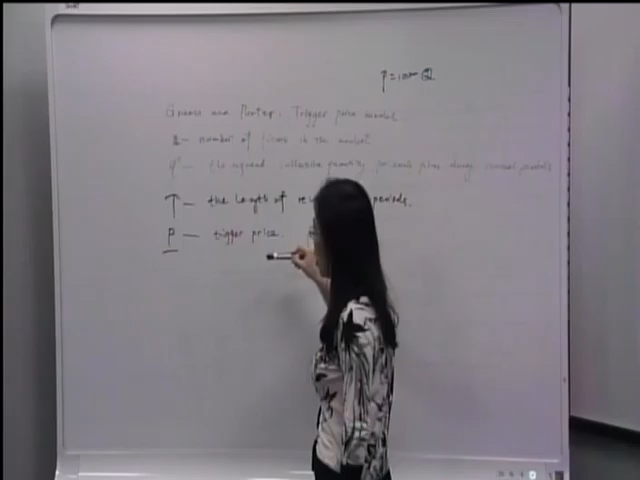 P = 100 - Q
Green and Porter: Trigger price model
n — number of firms in the market
q* — the agreed collusive quantity for each firm during normal periods
T — the length of periods.
P — tigger price.